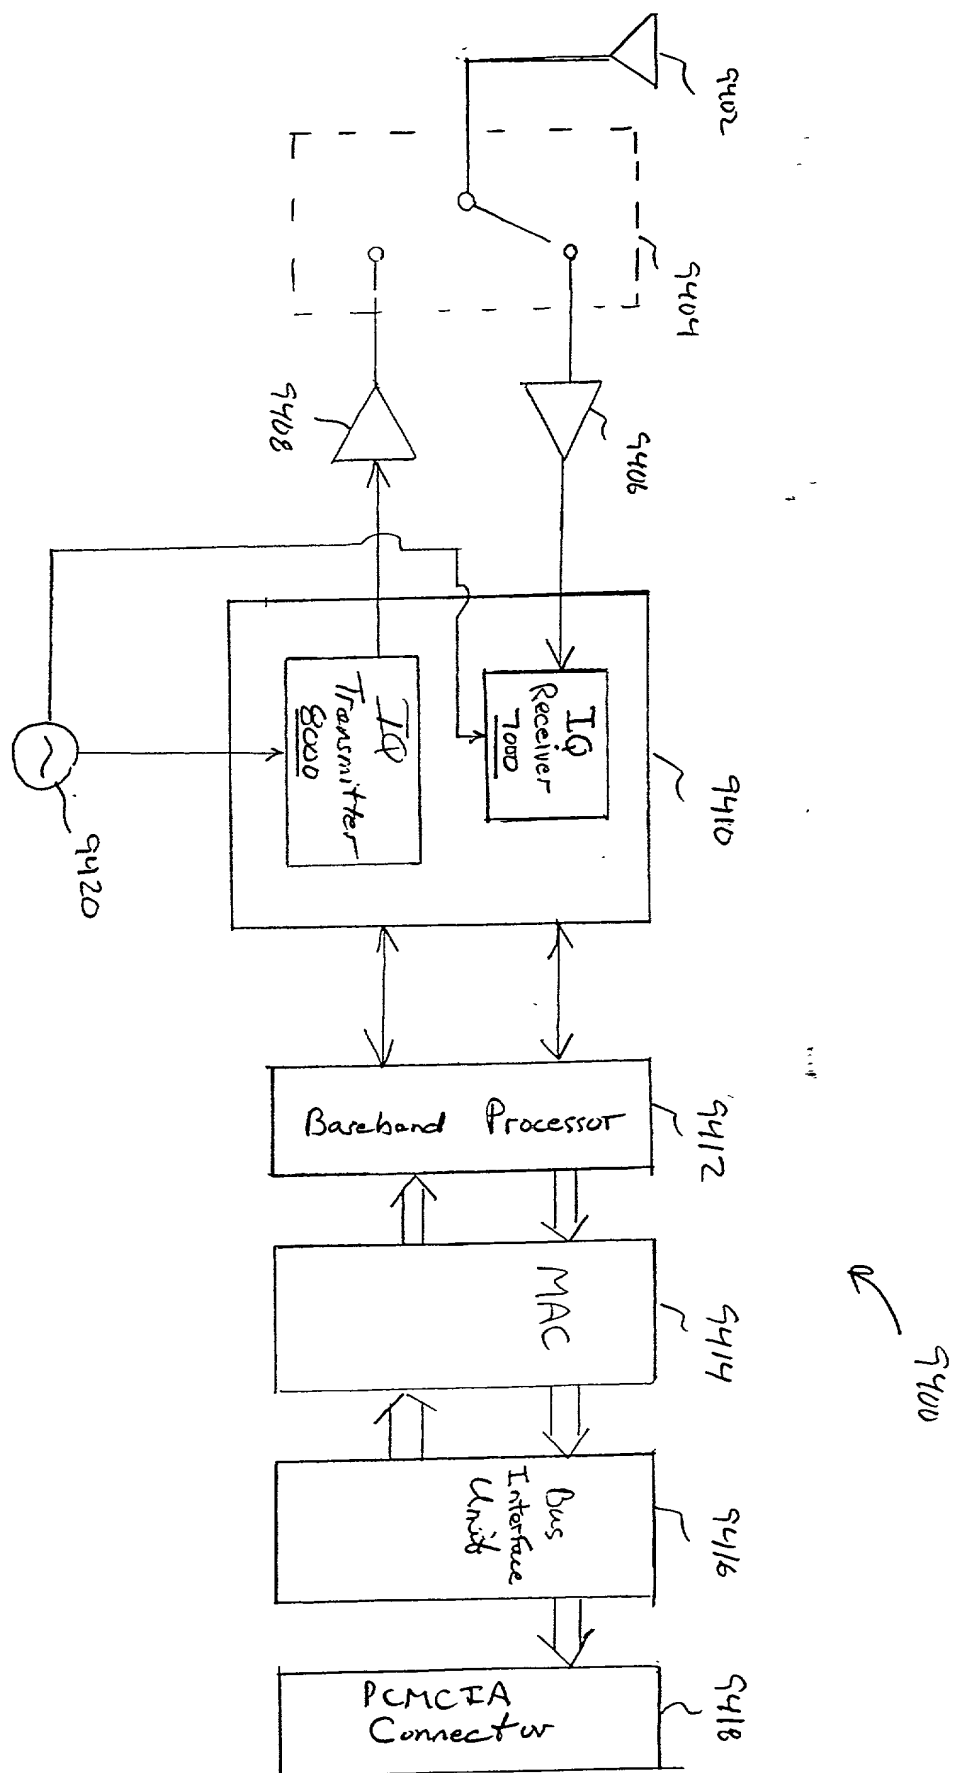 9402
9404
9406
9408
IQ
Receiver
7000
IQ
Transmitter
8000
9410
9420
Baseband Processor
9412
MAC
9414
9400
Bus
Interface
Unit
9416
PCMCIA
Connector
9418